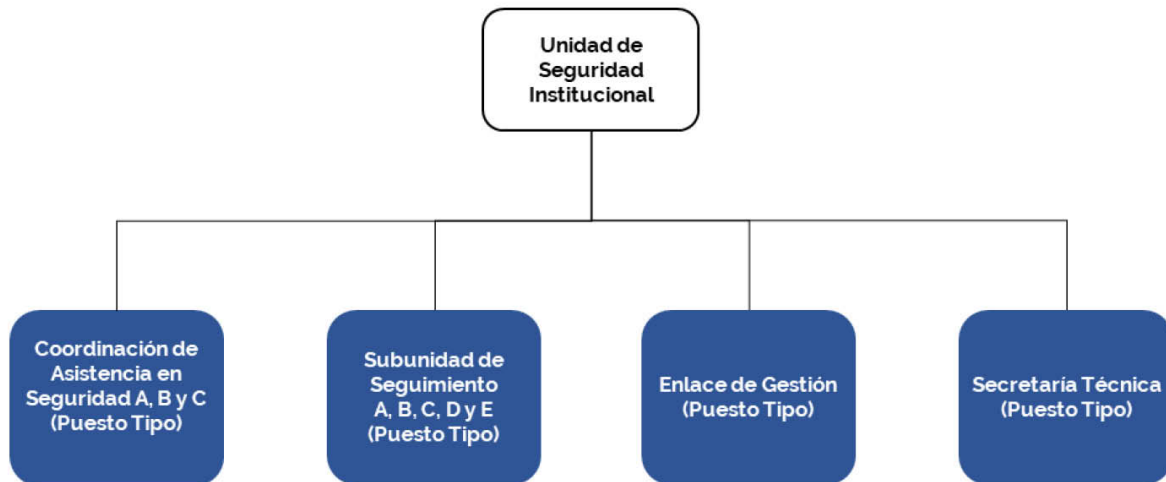 Unidad de
Seguridad
Institucional
Coordinación de
Asistencia en
Seguridad A, B y C
(Puesto Tipo)
Subunidad de
Seguimiento
A, B, C, D y E
(Puesto Tipo)
Enlace de Gestión
(Puesto Tipo)
Secretaría Técnica
(Puesto Tipo)